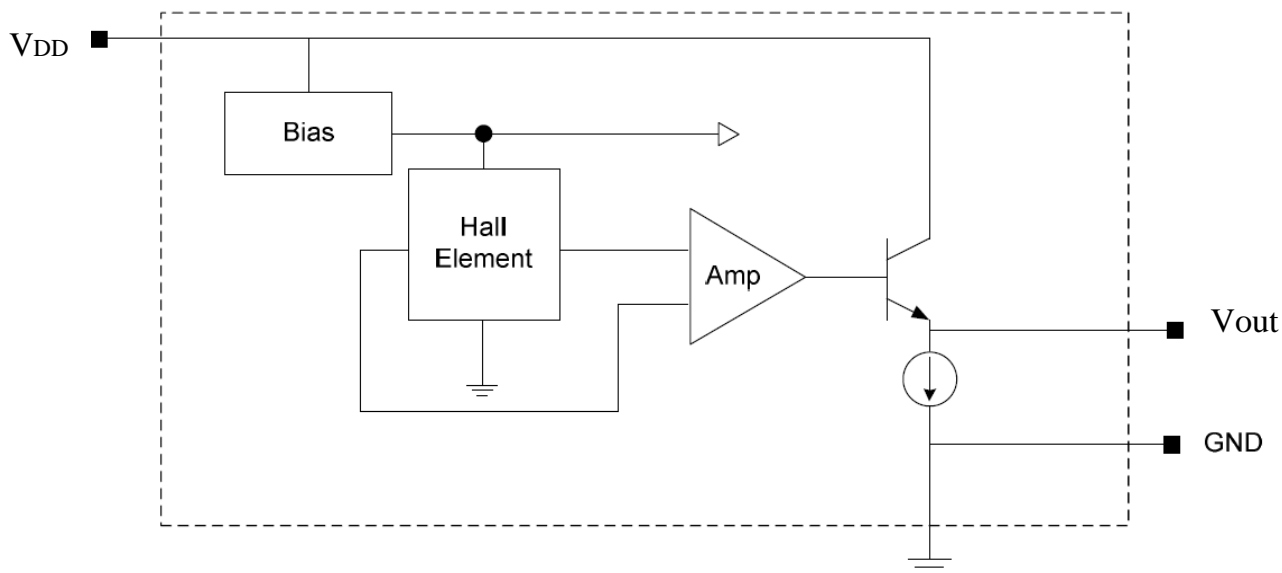 VDD
Bias
Hall
Element
Amp
Vout
GND